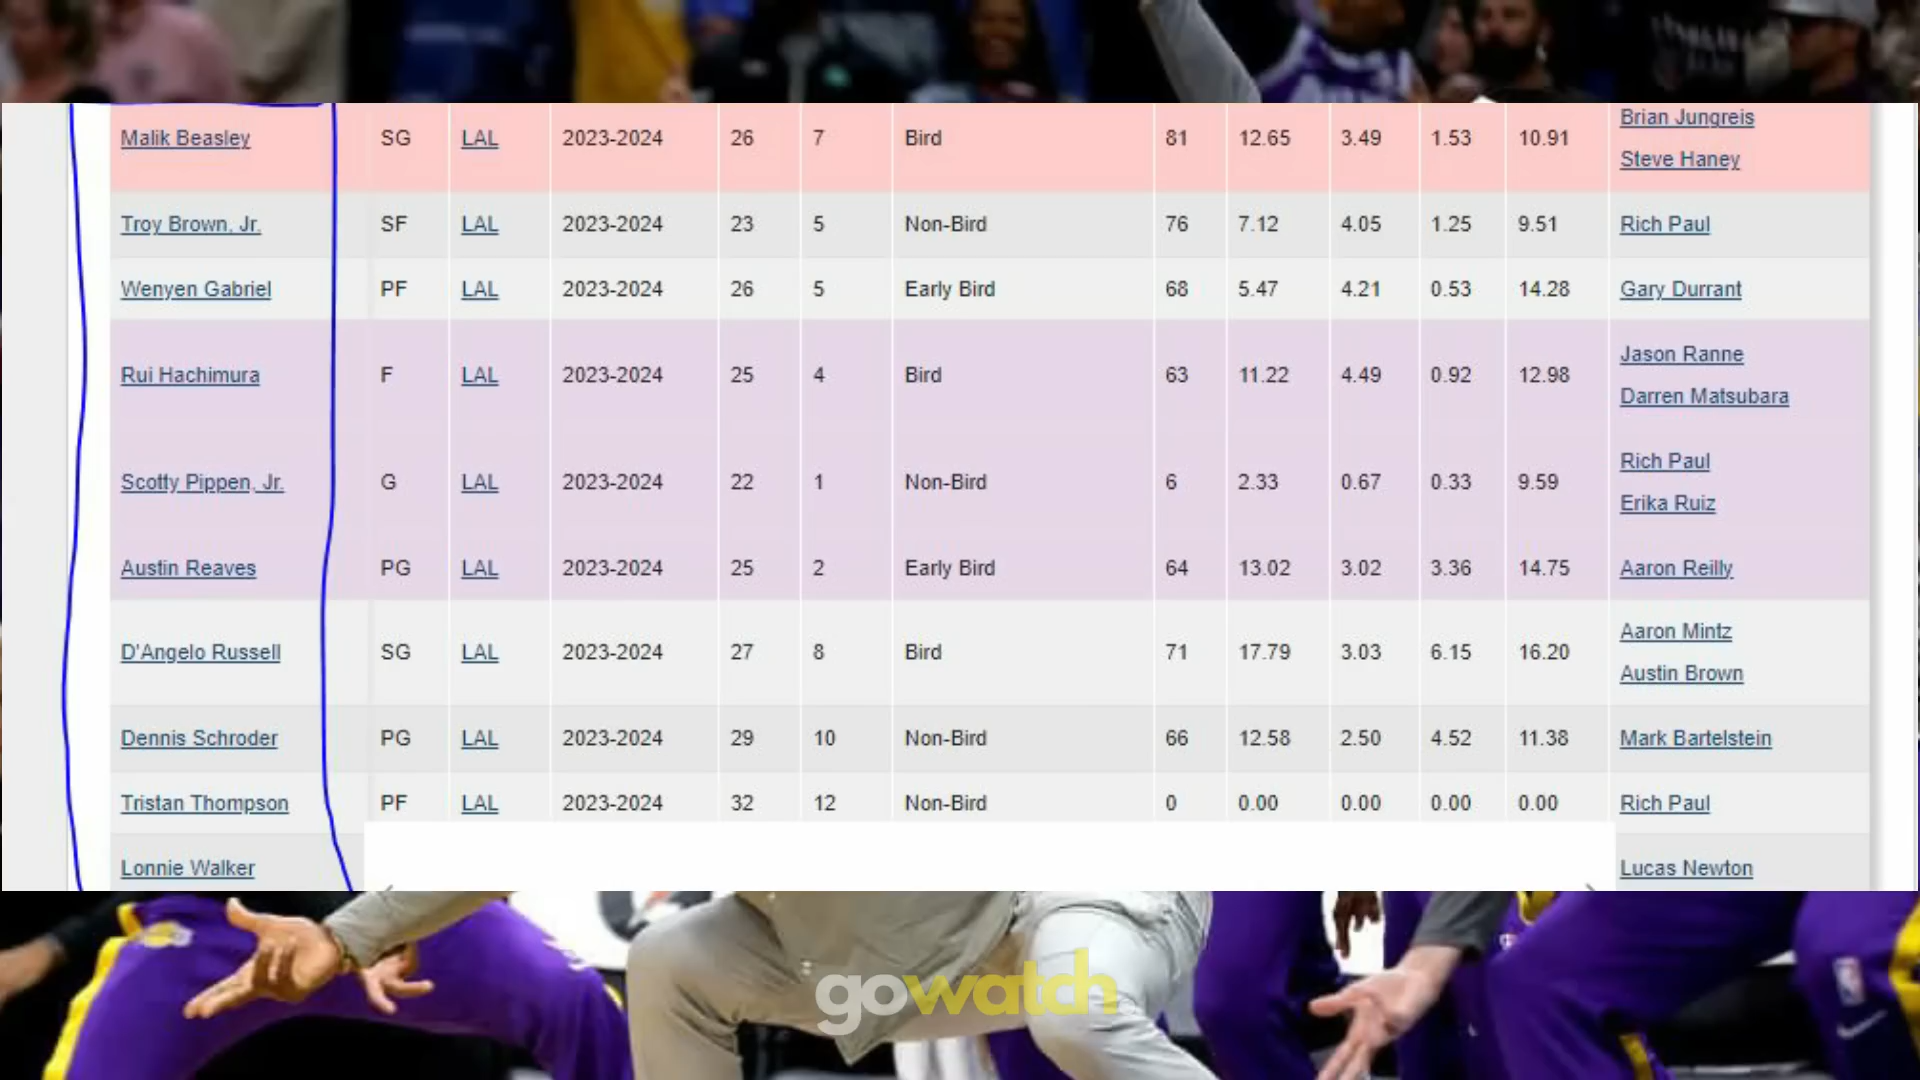 Brian Jungreis
Malik Beasley SG LAL 2023-2024 26 7 Bird 81 12.65 3.49 1.53 10.91
Steve Haney
Troy Brown, Jr. SF LAL 2023-2024 23 5 Non-Bird 76 7.12 4.05 1.25 9.51 Rich Paul
Wenyen Gabriel PF LAL 2023-2024 26 5 Early Bird 68 5.47 4.21 0.53 14.28 Gary Durrant
Jason Ranne
Rui Hachimura F LAL 2023-2024 25 4 Bird 63 11.22 4.49 0.92 12.98
Darren Matsubara
Rich Paul
Scotty Pippen, Jr. G LAL 2023-2024 22 1 Non-Bird 6 2.33 0.67 0.33 9.59
Erika Ruiz
Austin Reaves PG LAL 2023-2024 25 2 Early Bird 64 13.02 3.02 3.36 14.75 Aaron Reilly
Aaron Mintz
D'Angelo Russell SG LAL 2023-2024 27 8 Bird 71 17.79 3.03 6.15 16.20
Austin Brown
Dennis Schroder PG LAL 2023-2024 29 10 Non-Bird 66 12.58 2.50 4.52 11.38 Mark Bartelstein
Tristan Thompson PF LAL 2023-2024 32 12 Non-Bird 0 0.00 0.00 0.00 0.00 Rich Paul
Lonnie Walker Lucas Newton
gowatch